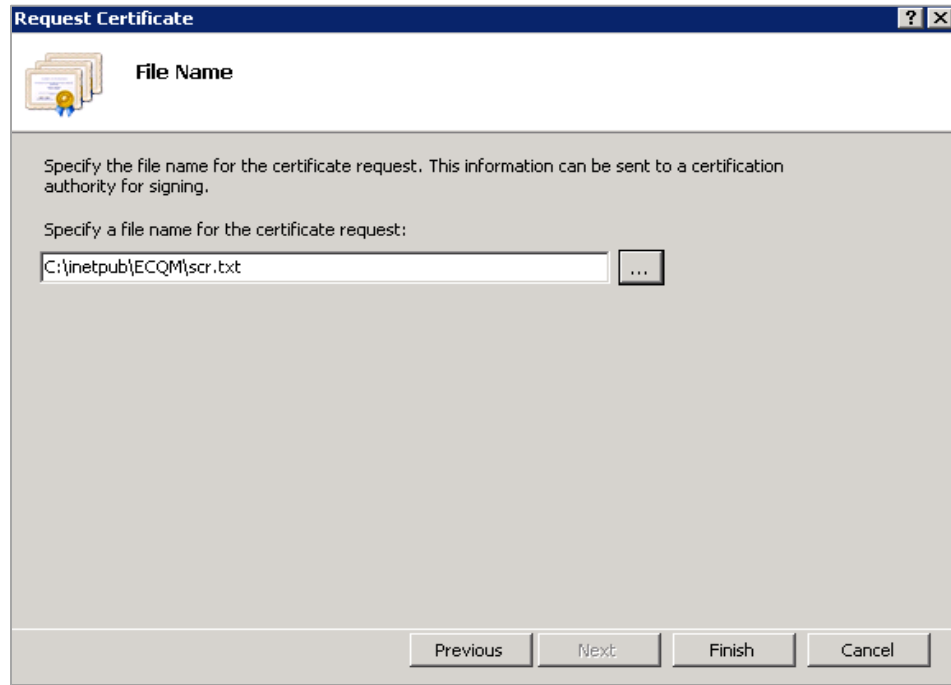 Request Certificate
? X
File Name
Specify the file name for the certificate request. This information can be sent to a certification
authority for signing.
Specify a file name for the certificate request:
C:\inetpub\ECQM\scr.txt
...
Previous Next Finish Cancel